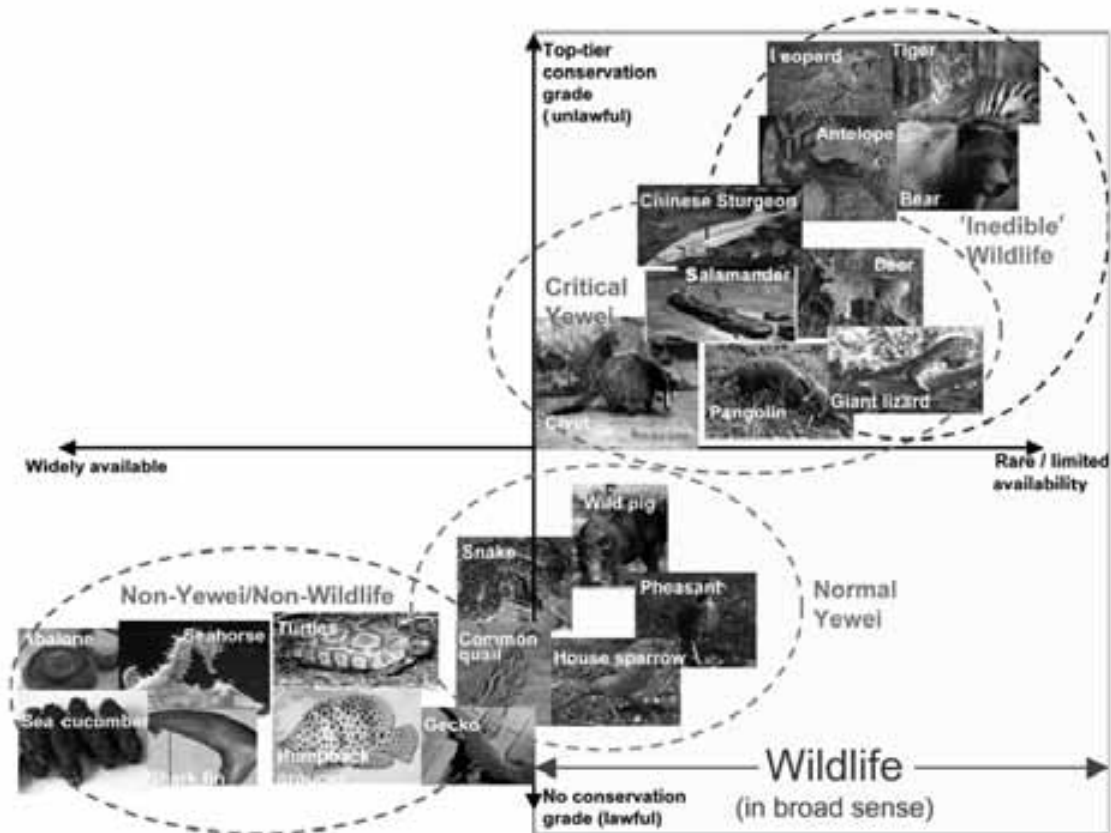 Top-tier
conservation
grade
(unlawful)
Leopard
Tiger
Antelope
Bear
Chinese Sturgeon
'Inedible'
Wildlife
Salamander
Deer
Critical
Yewei
Civet
Pangolin
Giant lizard
Widely available
Rare / limited
availability
Wild pig
Snake
Pheasant
Normal
Yewei
Non-Yewei/Non-Wildlife
Abalone
Seahorse
Turtles
Common
quail
House sparrow
Sea cucumber
Shark fin
Humpback
Gecko
Wildlife
(in broad sense)
No conservation
grade (lawful)